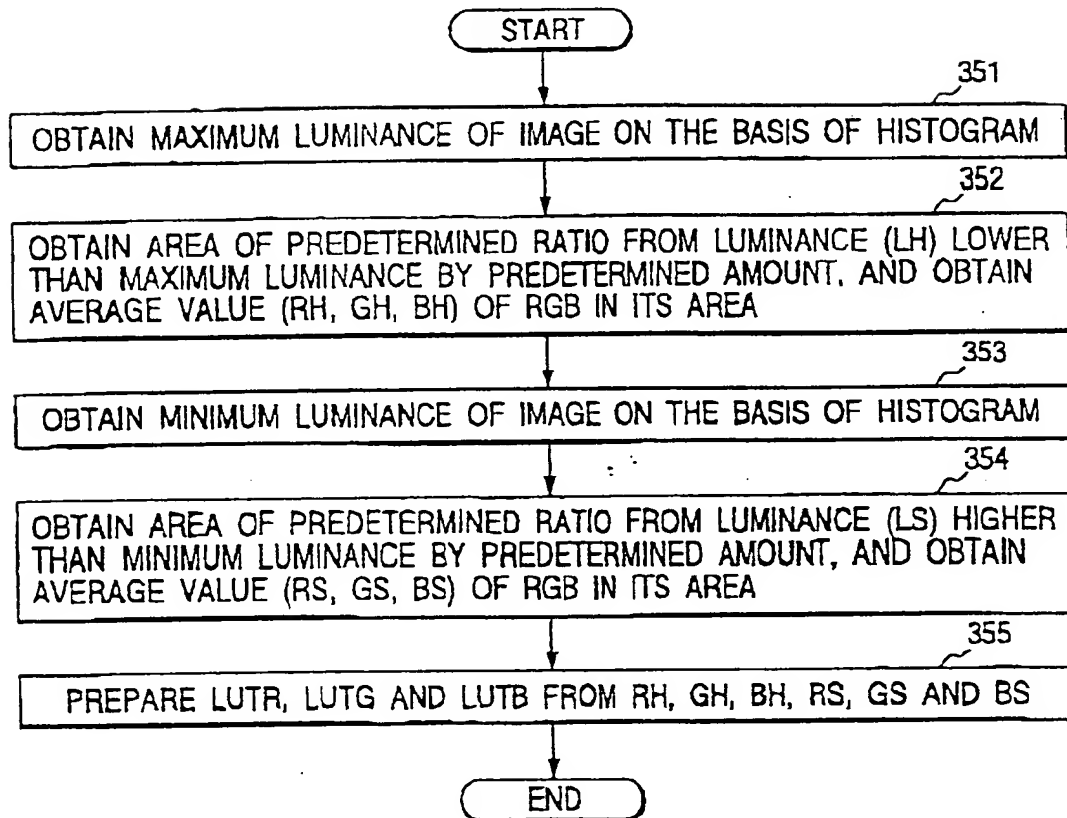 START
351
OBTAIN MAXIMUM LUMINANCE OF IMAGE ON THE BASIS OF HISTOGRAM
352
OBTAIN AREA OF PREDETERMINED RATIO FROM LUMINANCE (LH) LOWER
THAN MAXIMUM LUMINANCE BY PREDETERMINED AMOUNT, AND OBTAIN
AVERAGE VALUE (RH, GH, BH) OF RGB IN ITS AREA
353
OBTAIN MINIMUM LUMINANCE OF IMAGE ON THE BASIS OF HISTOGRAM
354
OBTAIN AREA OF PREDETERMINED RATIO FROM LUMINANCE (LS) HIGHER
THAN MINIMUM LUMINANCE BY PREDETERMINED AMOUNT, AND OBTAIN
AVERAGE VALUE (RS, GS, BS) OF RGB IN ITS AREA
355
PREPARE LUTR, LUTG AND LUTB FROM RH, GH, BH, RS, GS AND BS
END